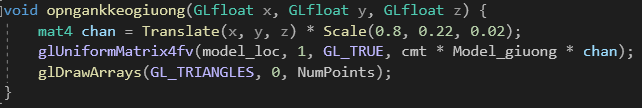 void opngankkeogiuong(GLfloat x, GLfloat y, GLfloat z) {
mat4 chan = Translate(x, y, z) * Scale(0.8, 0.22, 0.02);
glUniformMatrix4fv(model_loc, 1, GL_TRUE, cmt * Model_giuong * chan);
glDrawArrays(GL_TRIANGLES, 0, NumPoints);
}